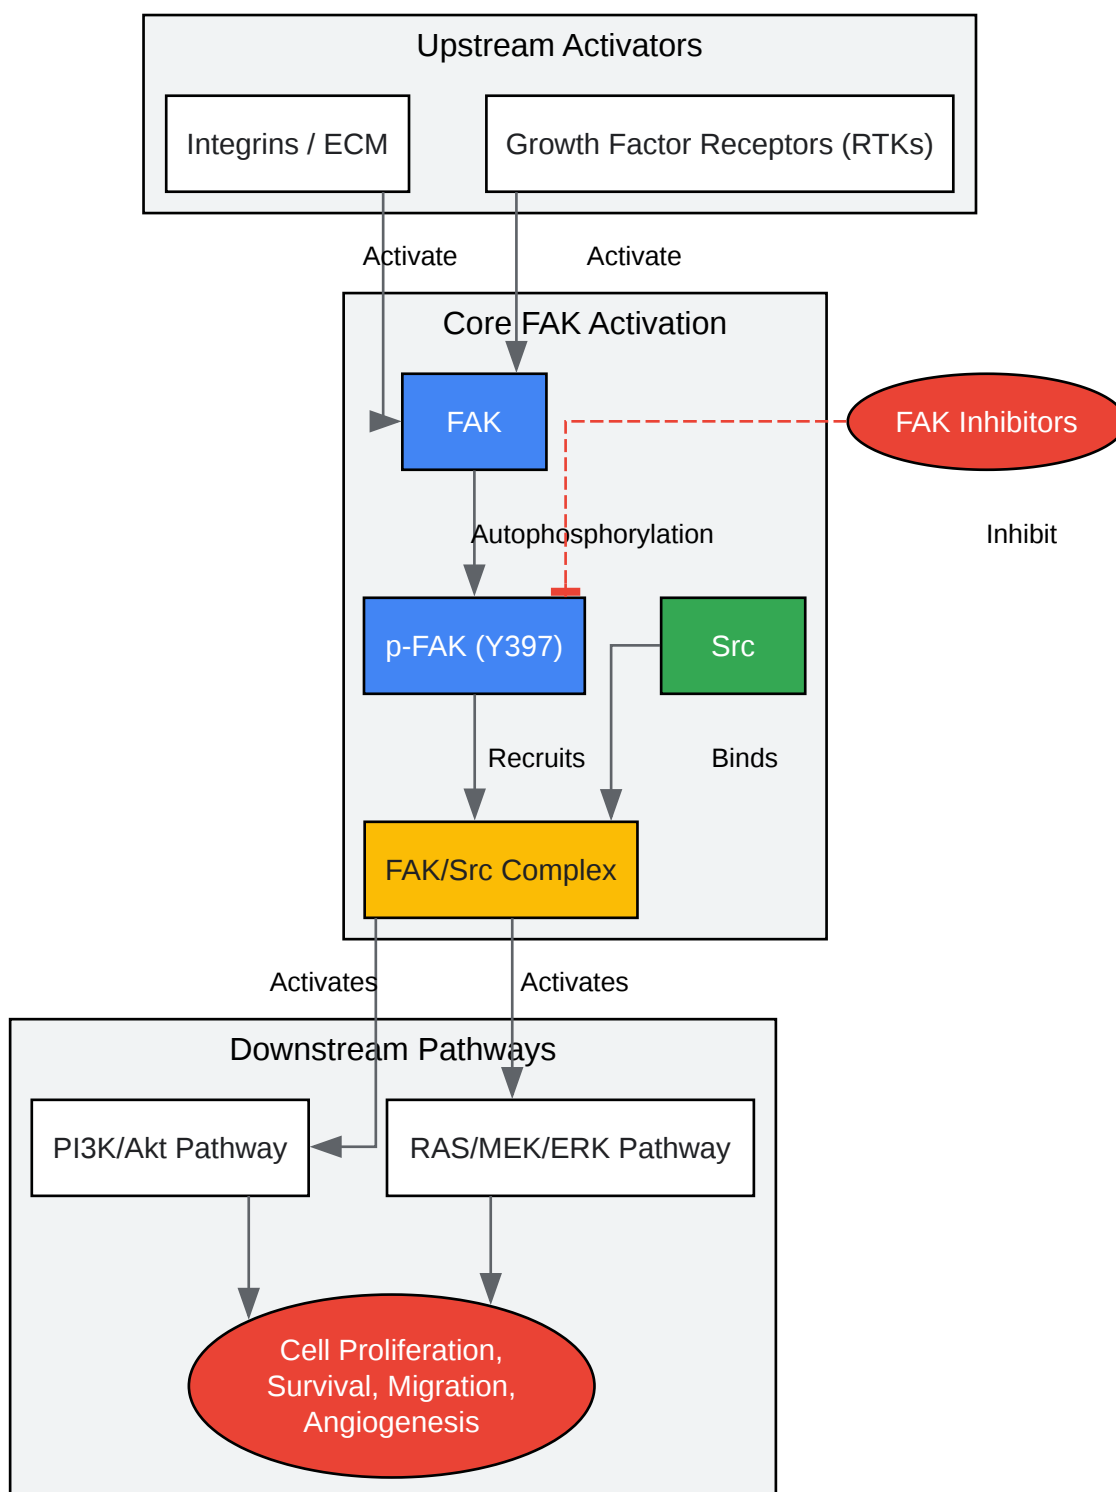 Upstream Activators
Integrins / ECM
Growth Factor Receptors (RTKs)
Activate
Activate
Core FAK Activation
FAK
FAK Inhibitors
Autophosphorylation
Inhibit
p-FAK (Y397)
Src
Recruits
Binds
FAK/Src Complex
Activates
Activates
Downstream Pathways
PI3K/Akt Pathway
RAS/MEK/ERK Pathway
Cell Proliferation,
Survival, Migration,
Angiogenesis